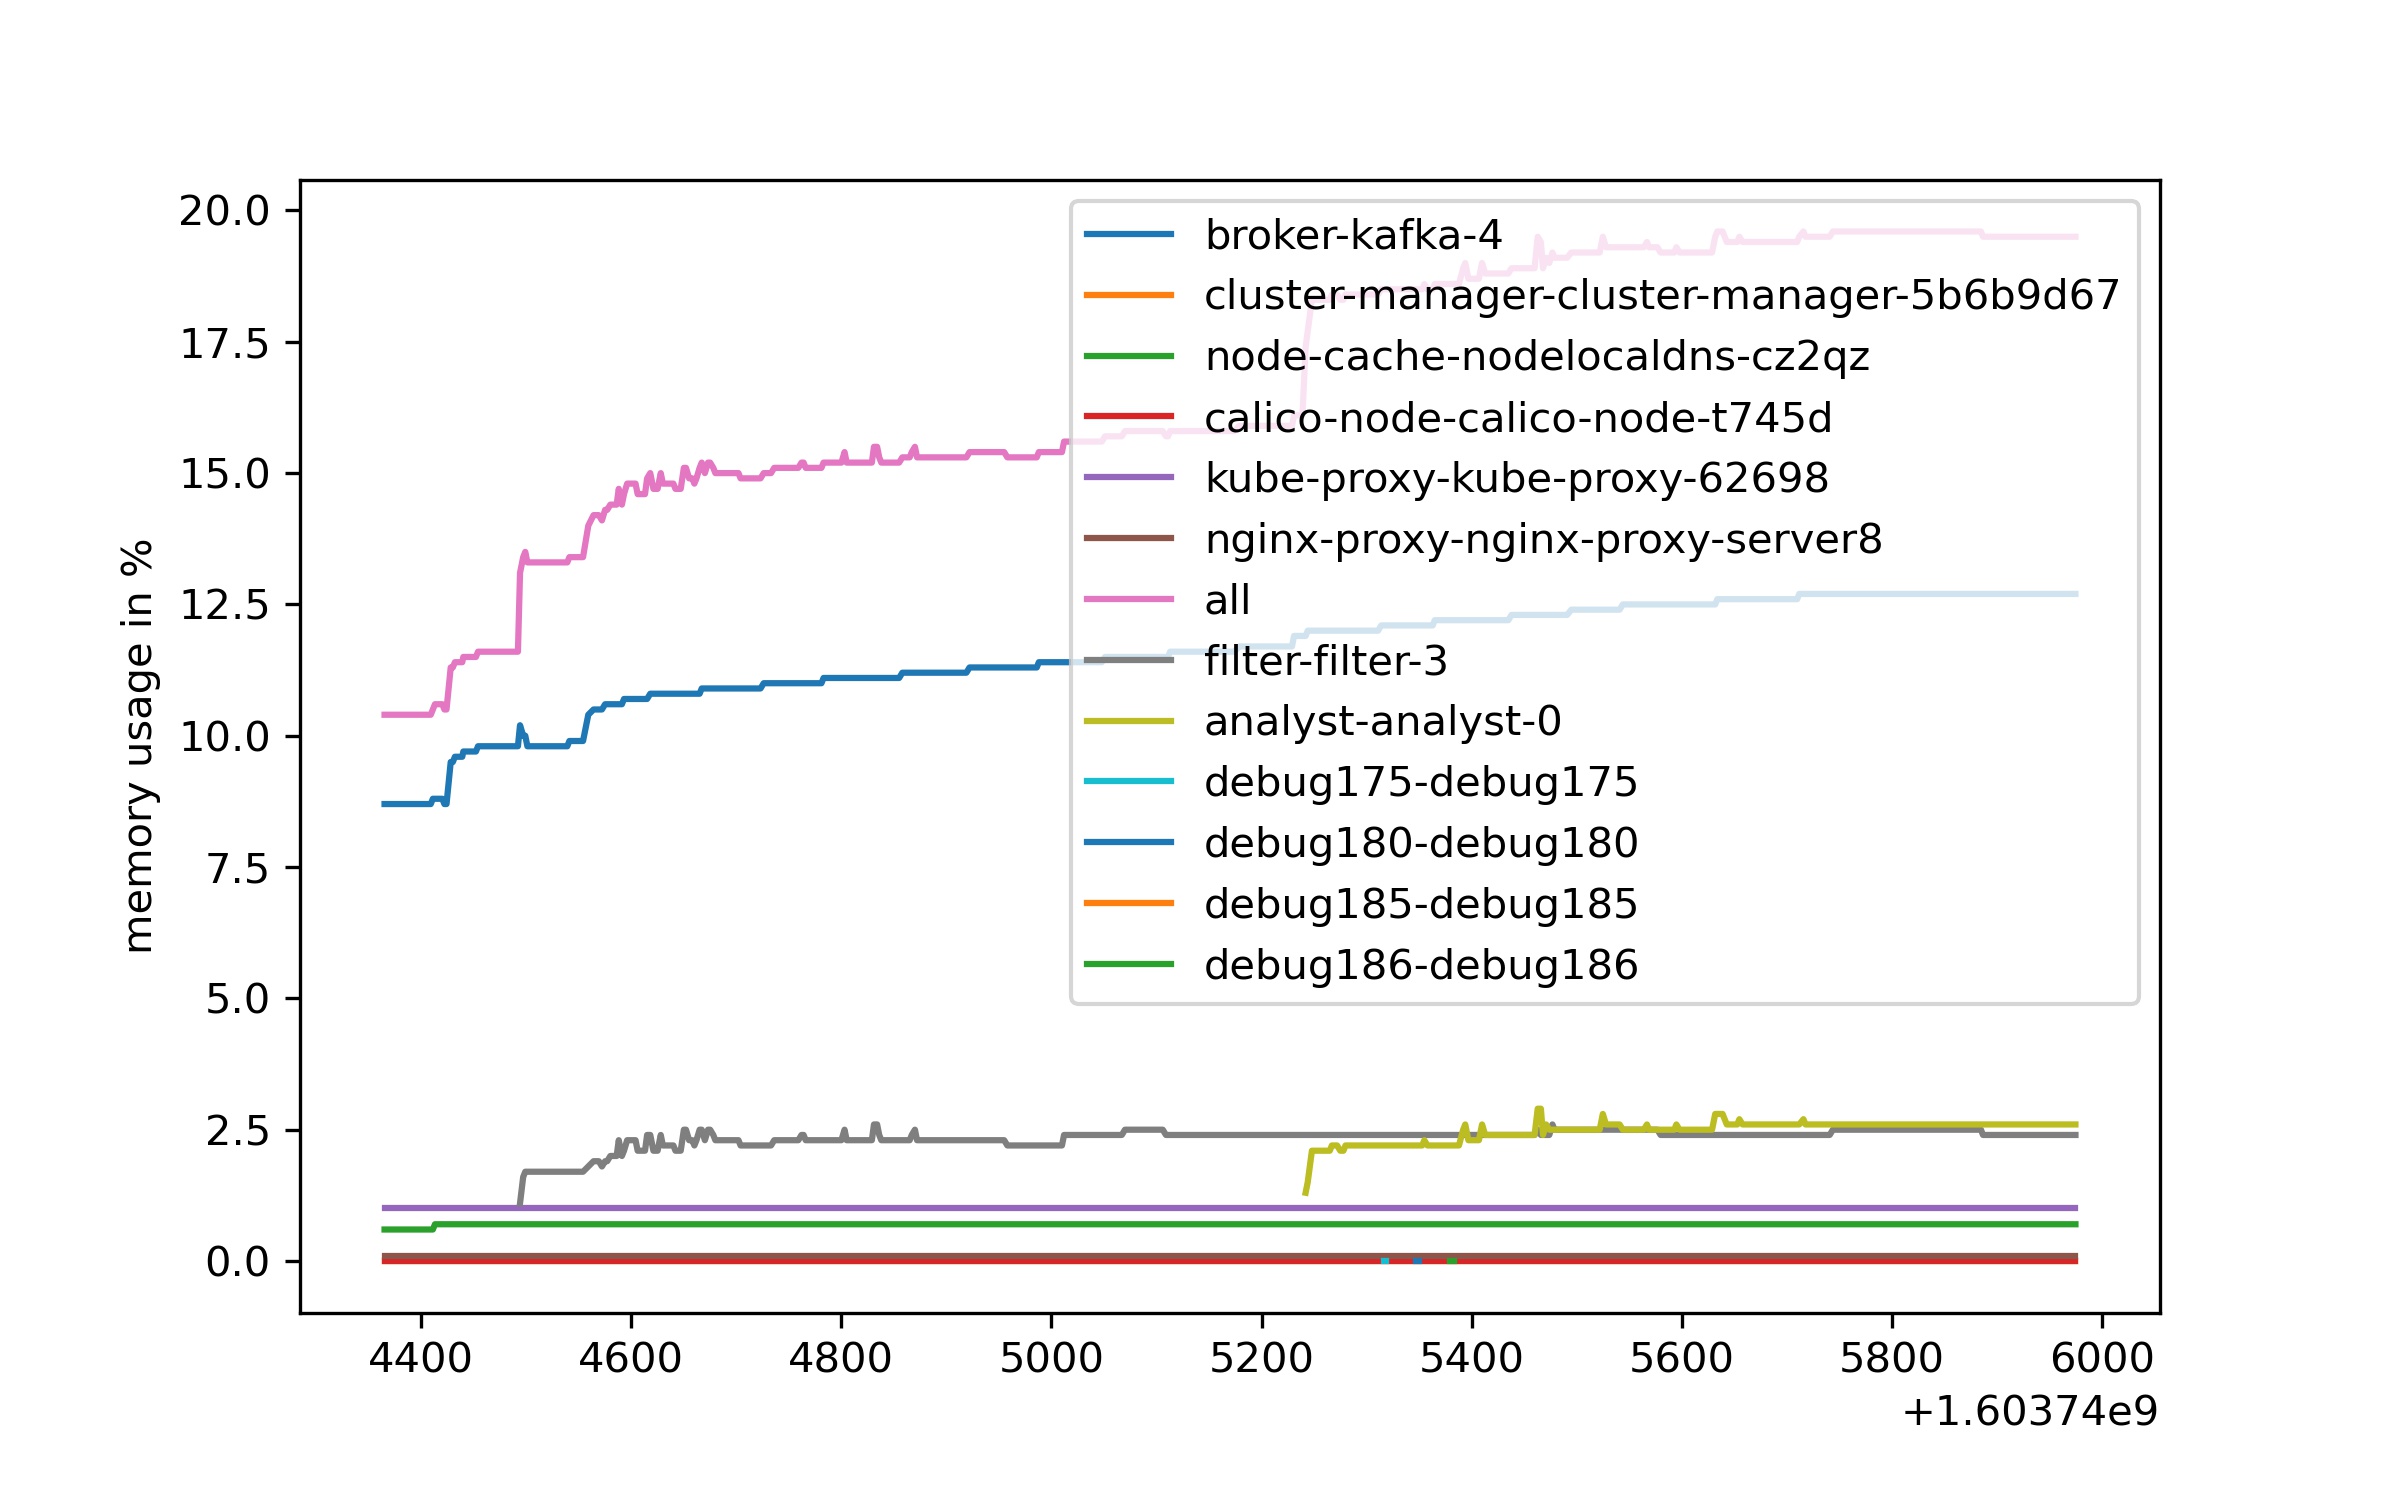 memory usage in %
20.0
17.5
15.0
12.5
10.0
7.5
5.0
2.5
0.0
broker-kafka-4
cluster-manager-cluster-manager-5b6b9d67
node-cache-nodelocaldns-cz2qz
calico-node-calico-node-t745d
kube-proxy-kube-proxy-62698
nginx-proxy-nginx-proxy-server8
all
filter-filter-3
analyst-analyst-0
debug175-debug175
debug180-debug180
debug185-debug185
debug186-debug186
4400 4600 4800 5000 5200 5400 5600 5800 6000
+1.60374e9